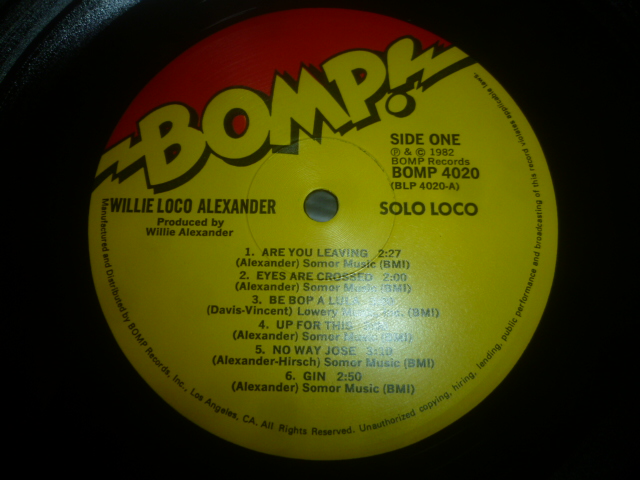 BOMP!
SIDE ONE
℗ & © 1982
BOMP Records
BOMP 4020
(BLP 4020-A)
WILLIE LOCO ALEXANDER
Produced by
Willie Alexander
SOLO LOCO
1. ARE YOU LEAVING 2:27
(Alexander) Somor Music (BMI)
2. EYES ARE CROSSED 2:00
(Alexander) Somor Music (BMI)
3. BE BOP A LULA
(Davis-Vincent) Lowery Music (BMI)
4. UP FOR THIS
(Alexander) Somor Music (BMI)
5. NO WAY JOSE
(Alexander-Hirsch) Somor Music (BMI)
6. GIN 2:50
(Alexander) Somor Music (BMI)
Manufactured and Distributed by BOMP Records, Inc., Los Angeles, CA. All Rights Reserved. Unauthorized copying, hiring, lending, public performance and broadcasting of this record violates applicable laws.